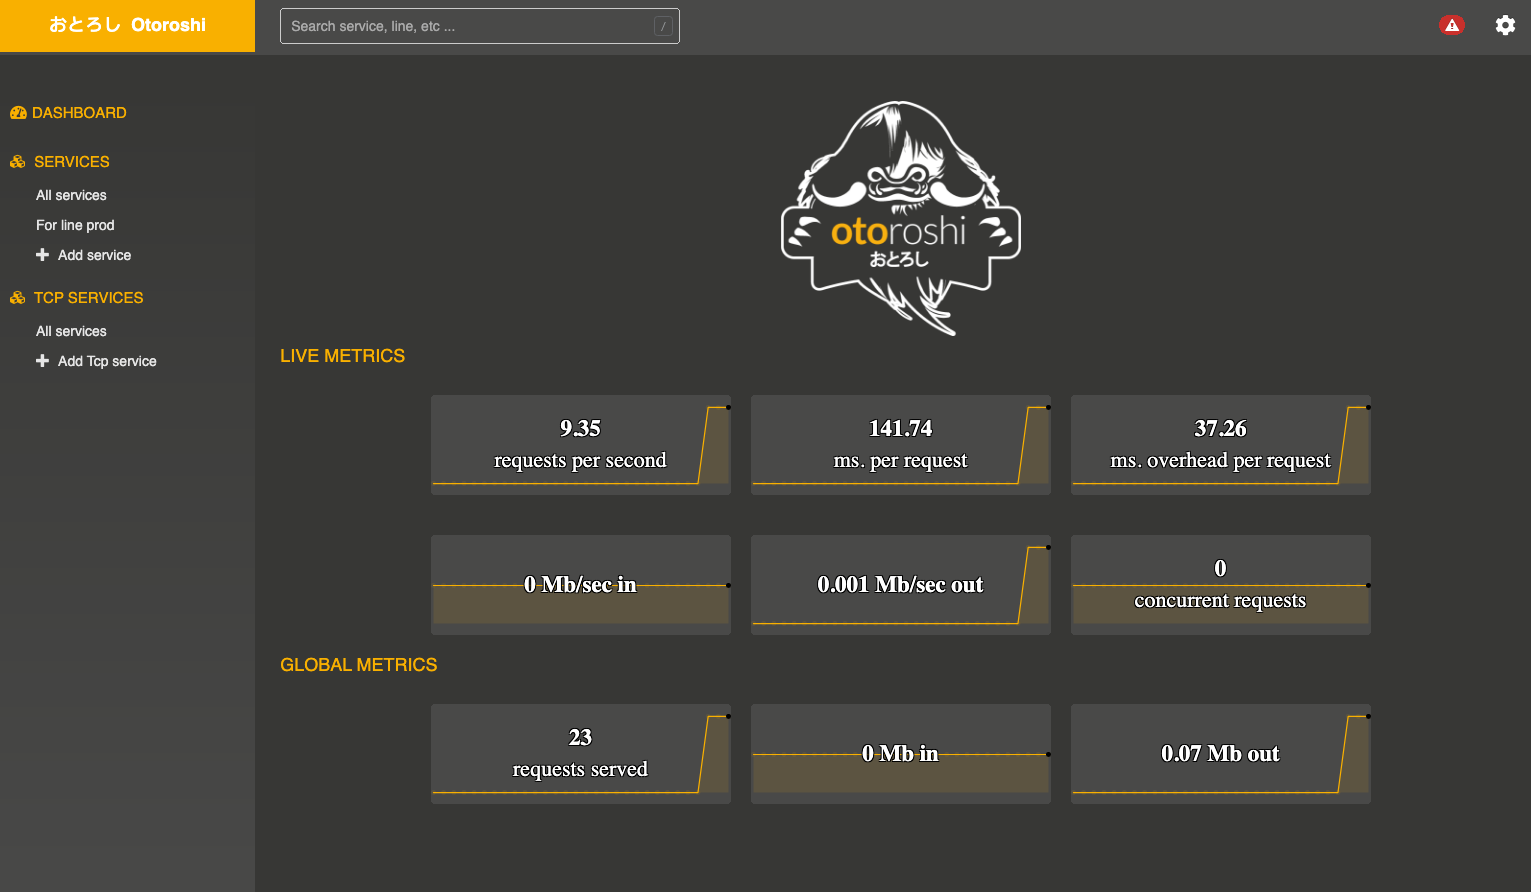 おとろし Otoroshi
Search service, line, etc ...
/
DASHBOARD
SERVICES
All services
For line prod
Add service
TCP SERVICES
All services
Add Tcp service
otoroshi
おとろし
LIVE METRICS
9.35
requests per second
141.74
ms. per request
37.26
ms. overhead per request
0 Mb/sec in
0.001 Mb/sec out
0
concurrent requests
GLOBAL METRICS
23
requests served
0 Mb in
0.07 Mb out